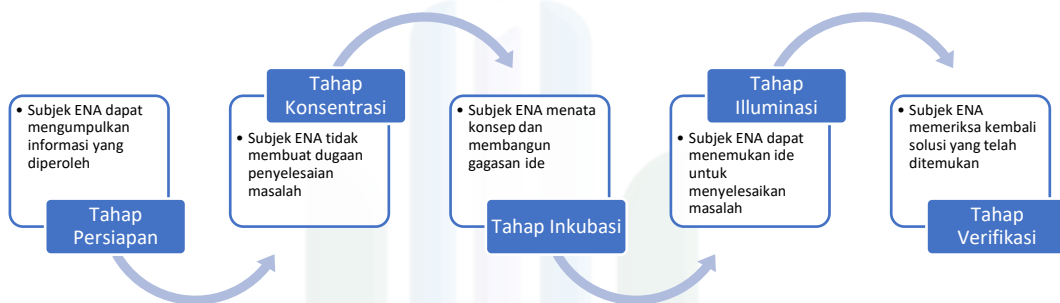 • Subjek ENA dapat
mengumpulkan
informasi yang
diperoleh
Tahap
Persiapan
Tahap
Konsentrasi
• Subjek ENA tidak
membuat dugaan
penyelesaian
masalah
• Subjek ENA menata
konsep dan
membangun
gagasan ide
Tahap Inkubasi
Tahap
Illuminasi
• Subjek ENA dapat
menemukan ide
untuk
menyelesaikan
masalah
• Subjek ENA
memeriksa kembali
solusi yang telah
ditemukan
Tahap
Verifikasi